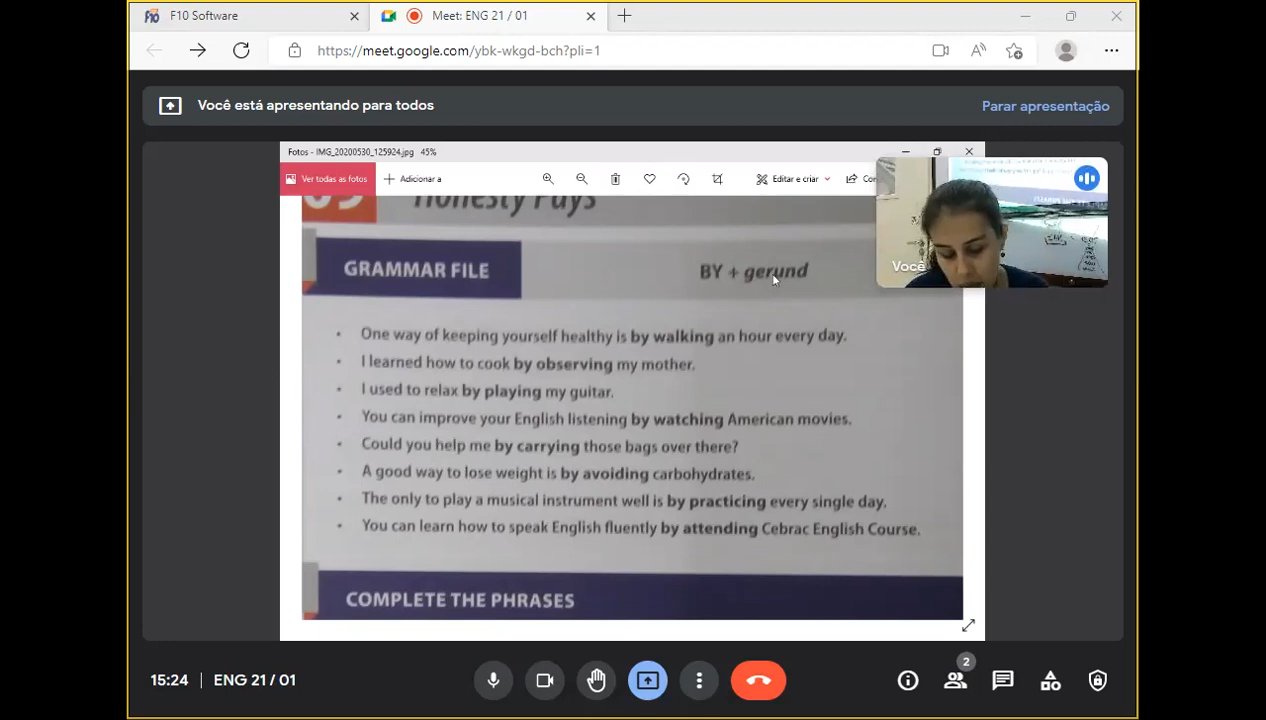 F10 Software
Meet: ENG 21 / 01
https://meet.google.com/ybk-wkgd-bch?pli=1
Você está apresentando para todos
Parar apresentação
Fotos - IMG_20200530_125924.jpg 45%
Ver todas as fotos
Adicionar a
Editar e criar
Honesty Pays
GRAMMAR FILE
BY + gerund
Você
• One way of keeping yourself healthy is by walking an hour every day.
• I learned how to cook by observing my mother.
• I used to relax by playing my guitar.
• You can improve your English listening by watching American movies.
• Could you help me by carrying those bags over there?
• A good way to lose weight is by avoiding carbohydrates.
• The only to play a musical instrument well is by practicing every single day.
• You can learn how to speak English fluently by attending Cebrac English Course.
COMPLETE THE PHRASES
15:24 | ENG 21 / 01
2